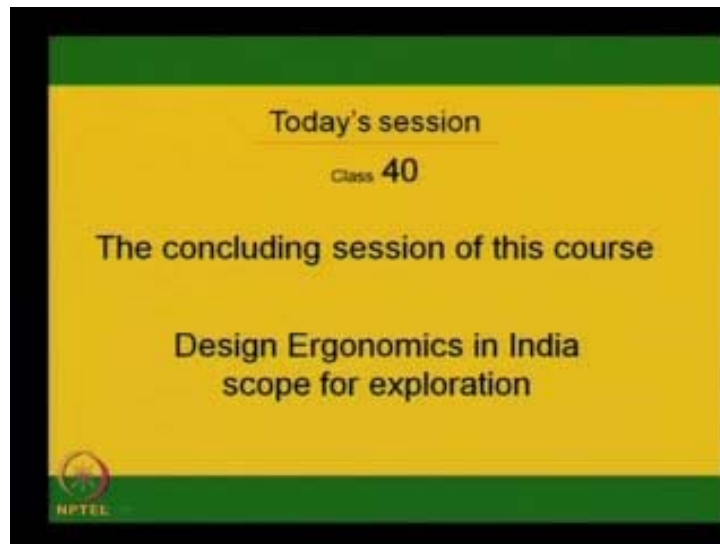 Today's session
Class 40
The concluding session of this course
Design Ergonomics in India
scope for exploration
NPTEL